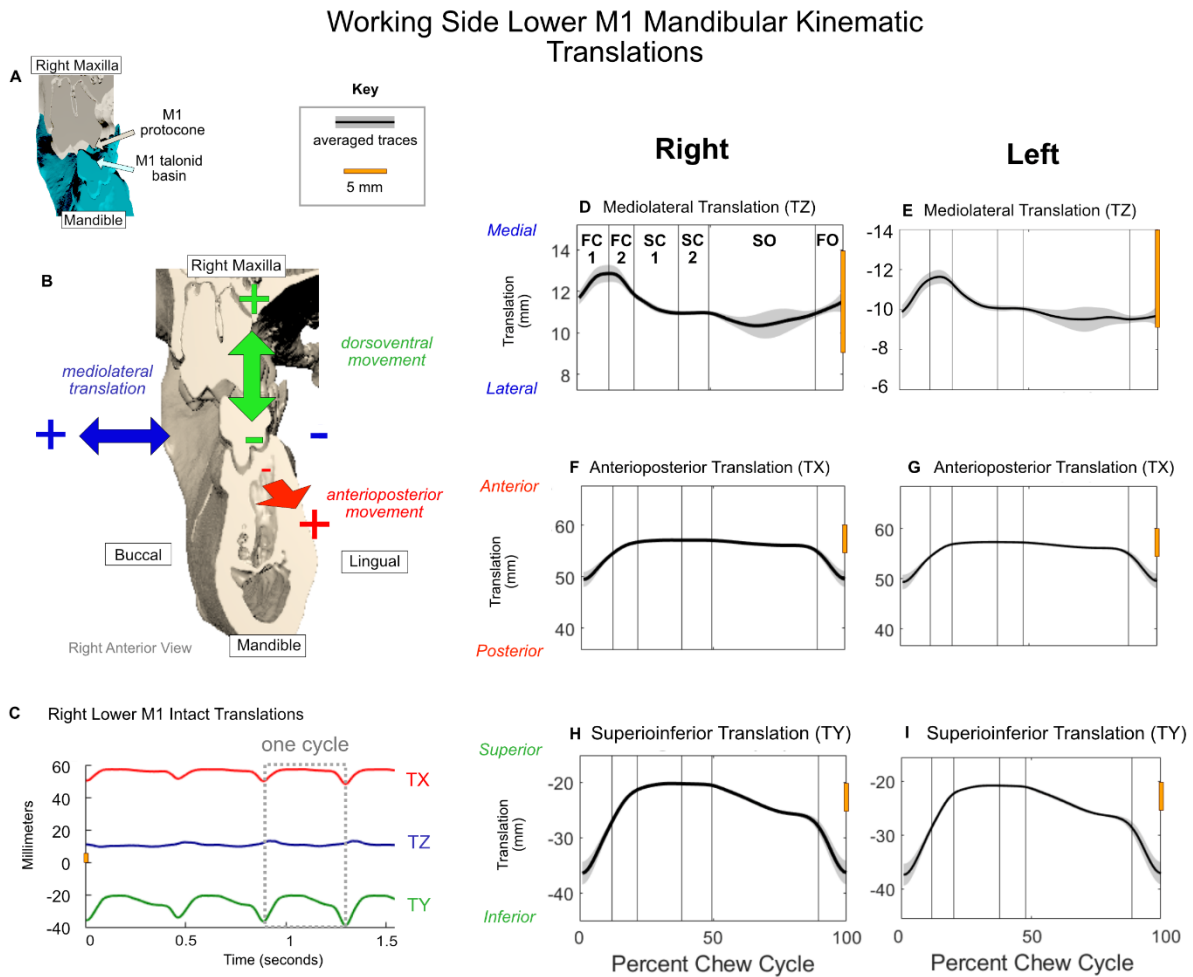 Working Side Lower M1 Mandibular Kinematic
Translations
A
Right Maxilla
M1
protocone
M1 talonid
basin
Mandible
Key
averaged traces
5 mm
B
Right Maxilla
+
dorsoventral
movement
mediolateral
translation
+
-
-
-
anterioposterior
movement
+
Buccal
Lingual
Mandible
Right Anterior View
C Right Lower M1 Intact Translations
one cycle
60
40
20
0
-20
-40
Millimeters
TX
TZ
TY
0 0.5 1 1.5
Time (seconds)
Right
Left
D Mediolateral Translation (TZ)
Medial
Lateral
Translation
(mm)
14
12
10
8
FC
1
FC
2
SC
1
SC
2
SO
FO
E Mediolateral Translation (TZ)
-14
-12
-10
-8
-6
F Anterioposterior Translation (TX)
Anterior
Posterior
Translation
(mm)
60
50
40
G Anterioposterior Translation (TX)
60
50
40
H Superioinferior Translation (TY)
Superior
Inferior
Translation
(mm)
-20
-30
-40
0 50 100
Percent Chew Cycle
I Superioinferior Translation (TY)
-20
-30
-40
0 50 100
Percent Chew Cycle